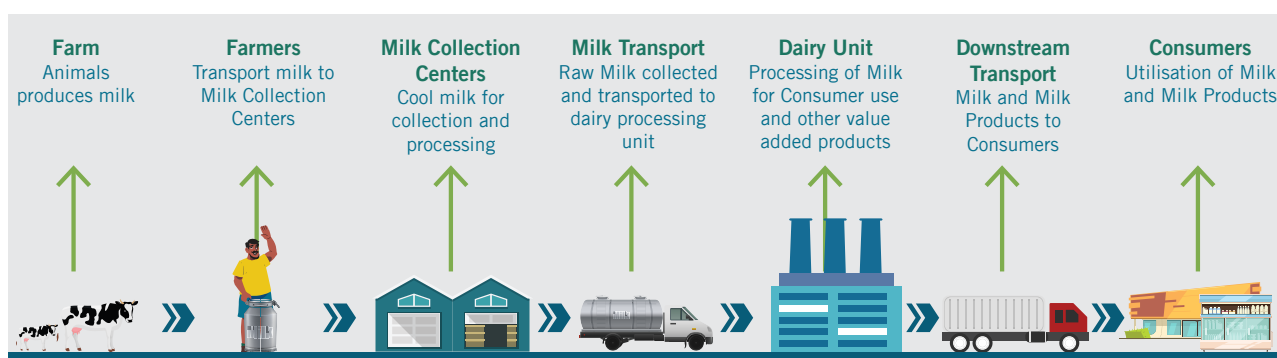 Farm
Animals
produces milk
Farmers
Transport milk to
Milk Collection
Centers
Milk Collection
Centers
Cool milk for
collection and
processing
Milk Transport
Raw Milk collected
and transported to
dairy processing
unit
Dairy Unit
Processing of Milk
for Consumer use
and other value
added products
Downstream
Transport
Milk and Milk
Products to
Consumers
Consumers
Utilisation of Milk
and Milk Products
MILK
MILK